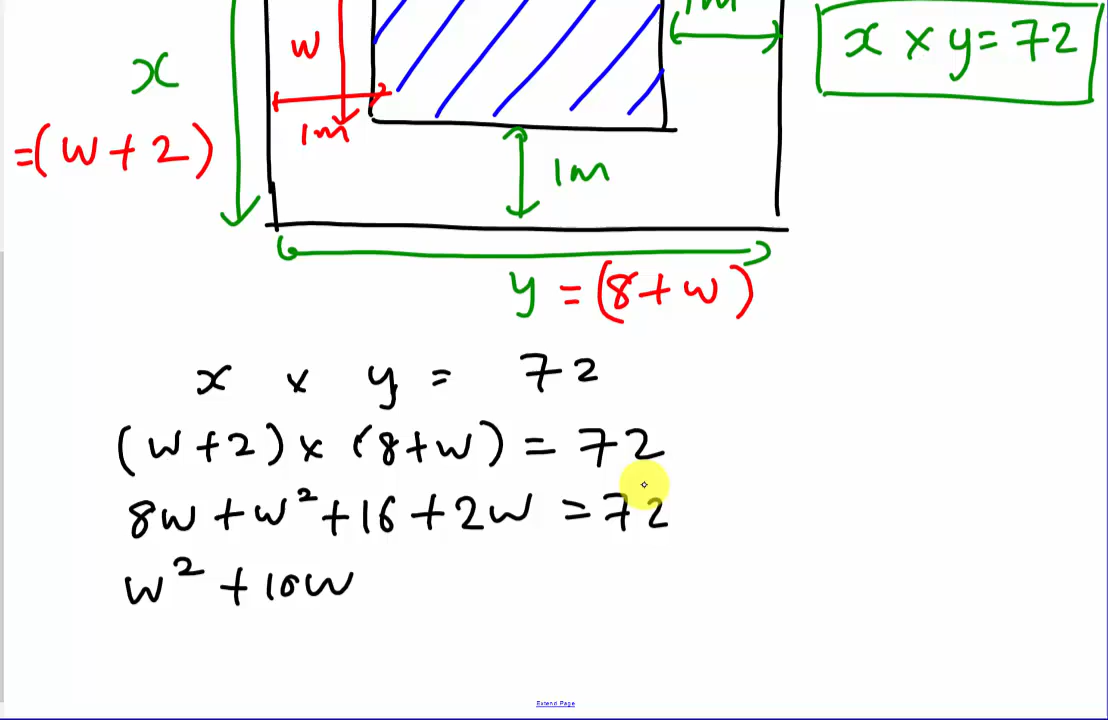 1m
x × y = 72
w
x
1m
=(w+2)
1m
y = (8+w)
x × y = 72
(w+2) × (8+w) = 72
8w + w² + 16 + 2w = 72
w² + 10w
Extend Page